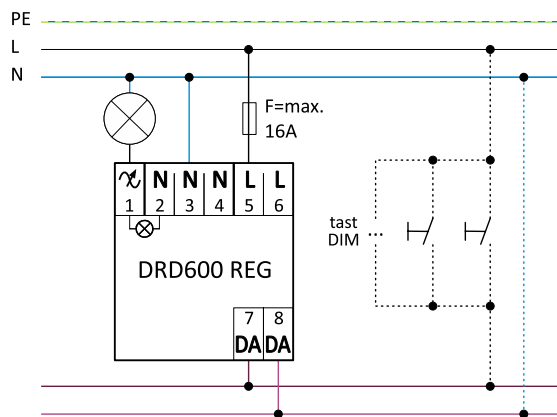 PE
L
N
F=max.
16A
N N N L L
1 2 3 4 5 6
tast
DIM
DRD600 REG
7 8
DA DA